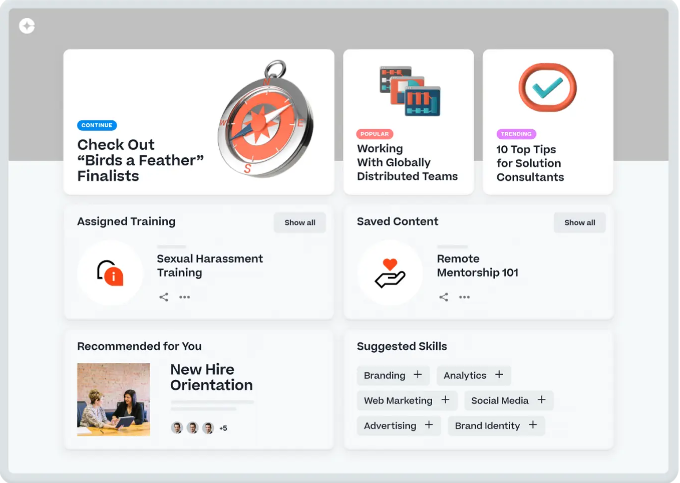 CONTINUE
Check Out
“Birds a Feather”
Finalists
W
E
S
POPULAR
Working
With Globally
Distributed Teams
TRENDING
10 Top Tips
for Solution
Consultants
Assigned Training
Show all
Sexual Harassment
Training
Saved Content
Show all
Remote
Mentorship 101
Recommended for You
New Hire
Orientation
+5
Suggested Skills
Branding +
Analytics +
Web Marketing +
Social Media +
Advertising +
Brand Identity +